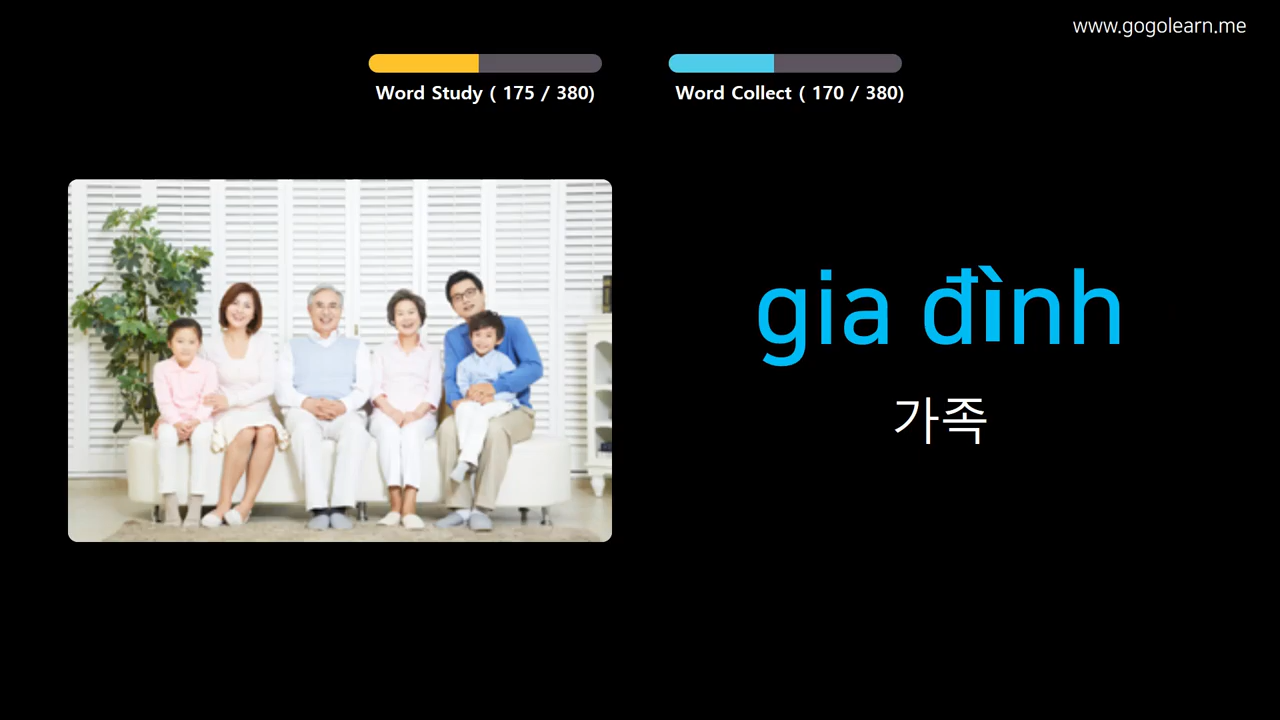 www.gogolearn.me
Word Study ( 175 / 380)
Word Collect ( 170 / 380)
gia đình
가족